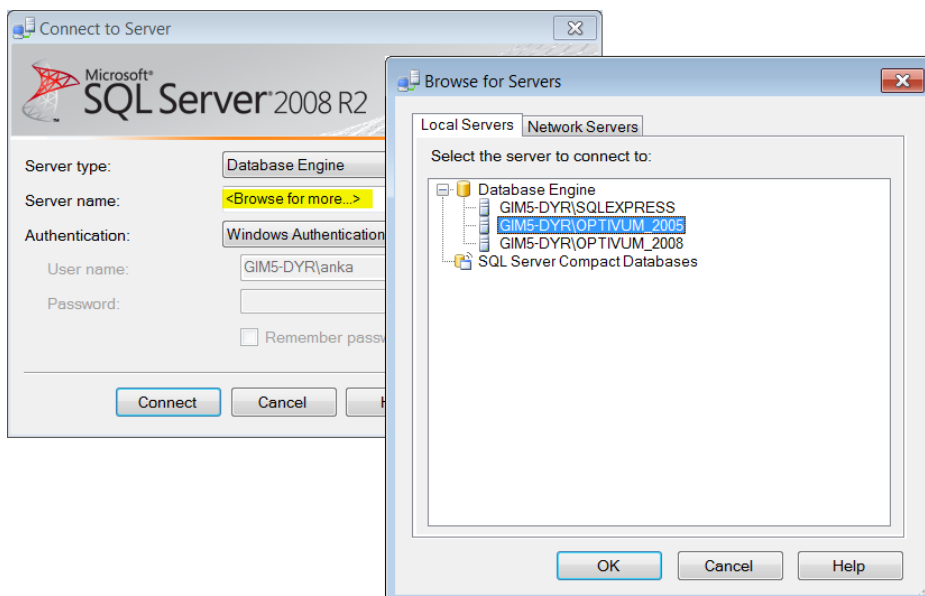 Connect to Server
Microsoft®
SQL Server® 2008 R2
Server type:
Database Engine
Server name:
<Browse for more...>
Authentication:
Windows Authentication
User name:
GIM5-DYR\anka
Password:
Remember passw
Connect
Cancel
Browse for Servers
Local Servers
Network Servers
Select the server to connect to:
Database Engine
GIM5-DYR\SQLEXPRESS
GIM5-DYR\OPTIVUM_2005
GIM5-DYR\OPTIVUM_2008
SQL Server Compact Databases
OK
Cancel
Help